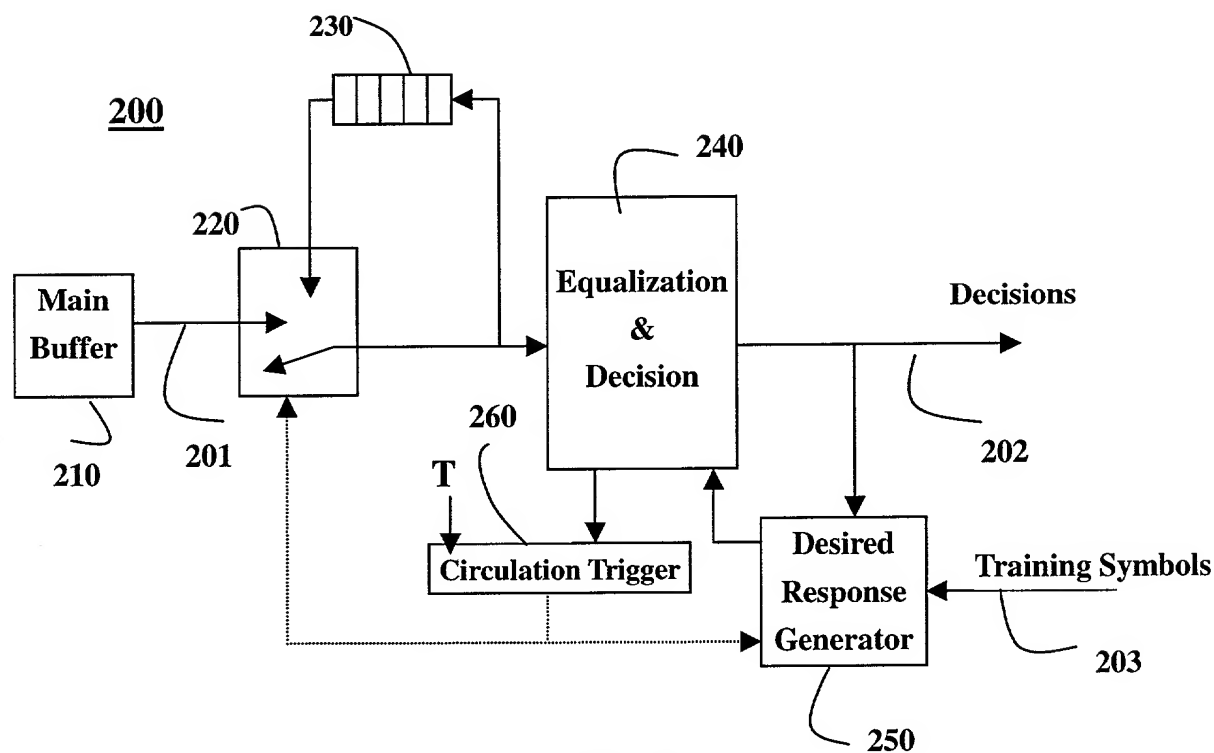 230
200
240
220
Main
Buffer
Equalization
&
Decision
Decisions
210
201
260
202
T
Circulation Trigger
Desired
Response
Generator
Training Symbols
203
250